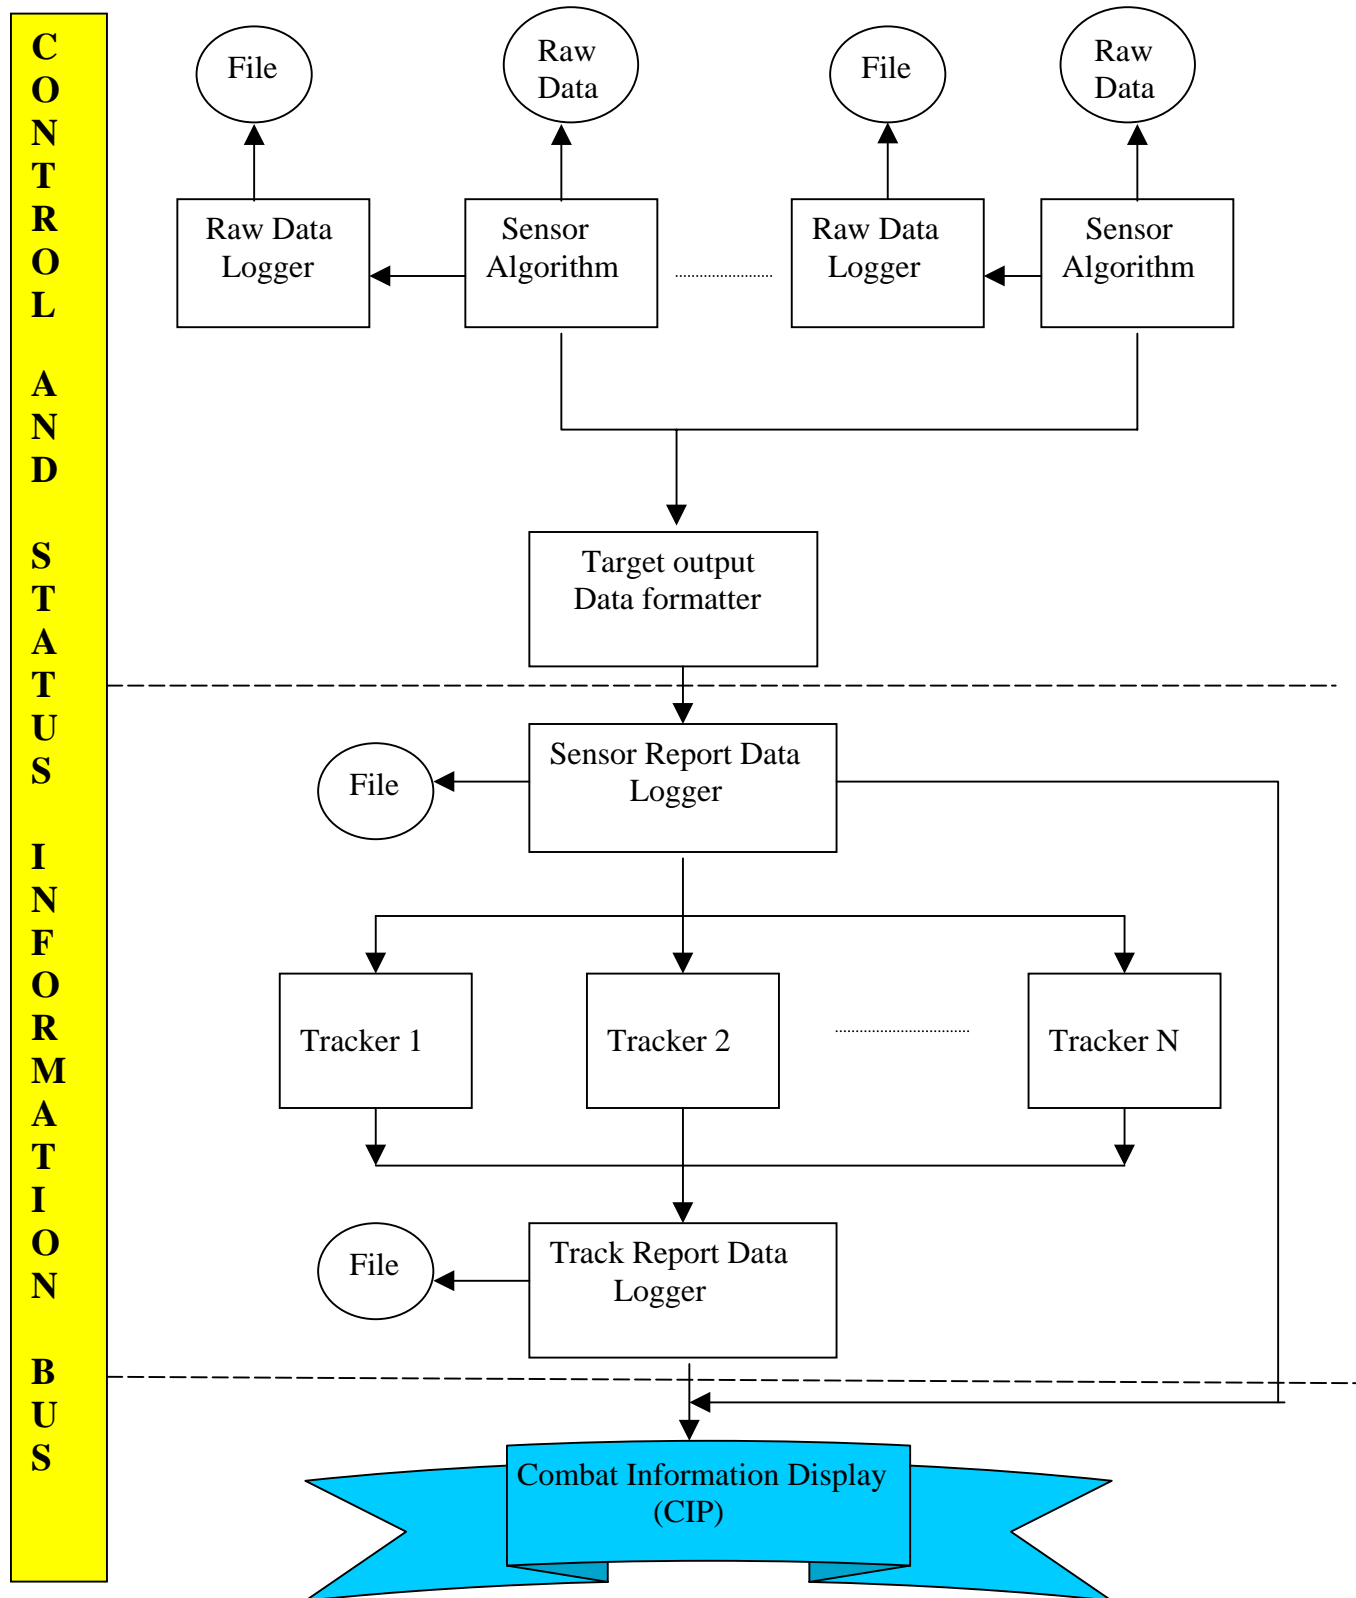 CONTROL AND STATUS INFORMATION BUS
File
Raw
Data
File
Raw
Data
Raw Data
Logger
Sensor
Algorithm
Raw Data
Logger
Sensor
Algorithm
Target output
Data formatter
Sensor Report Data
Logger
File
Tracker 1
Tracker 2
Tracker N
Track Report Data
Logger
File
Combat Information Display
(CIP)